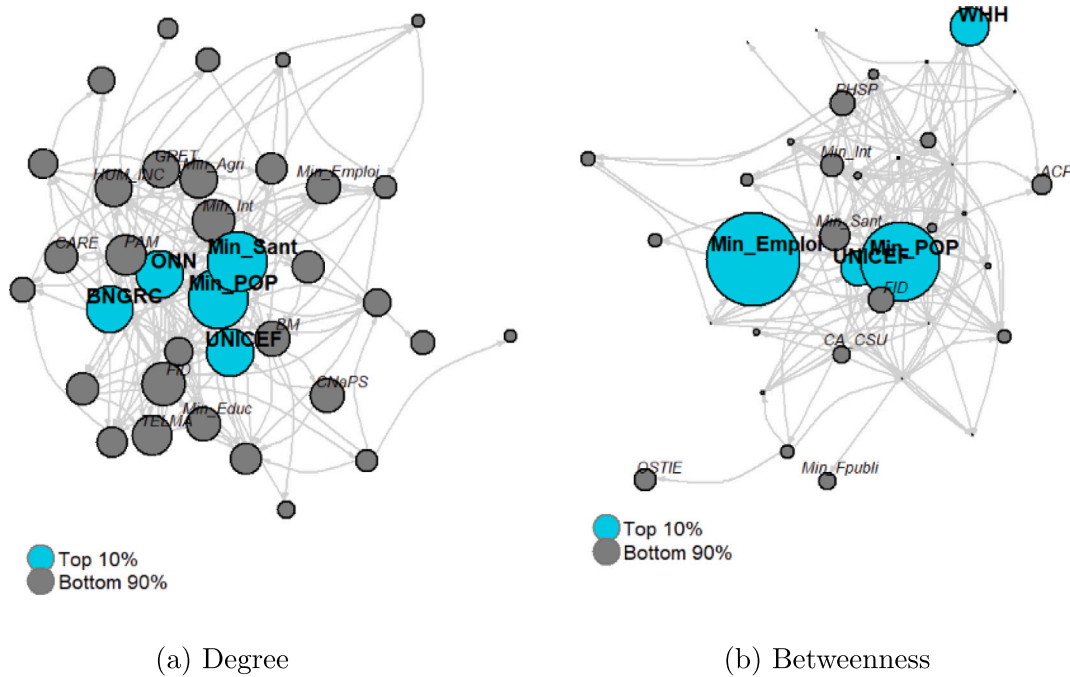 GRET
Min_Agri
HUM_INC
Min_Emploi
Min_Int
CARE
PAM
ONN
Min_Sant
BNGRC
Min_POP
UNICEF
BM
FID
CNaPS
TELMA
Min_Educ
Top 10%
Bottom 90%
(a) Degree
WHH
PHSP
Min_Int
ACF
Min_Sant
Min_Emploi
UNICEF
Min_POP
FID
CA_CSU
OSTIE
Min_Fpubli
Top 10%
Bottom 90%
(b) Betweenness